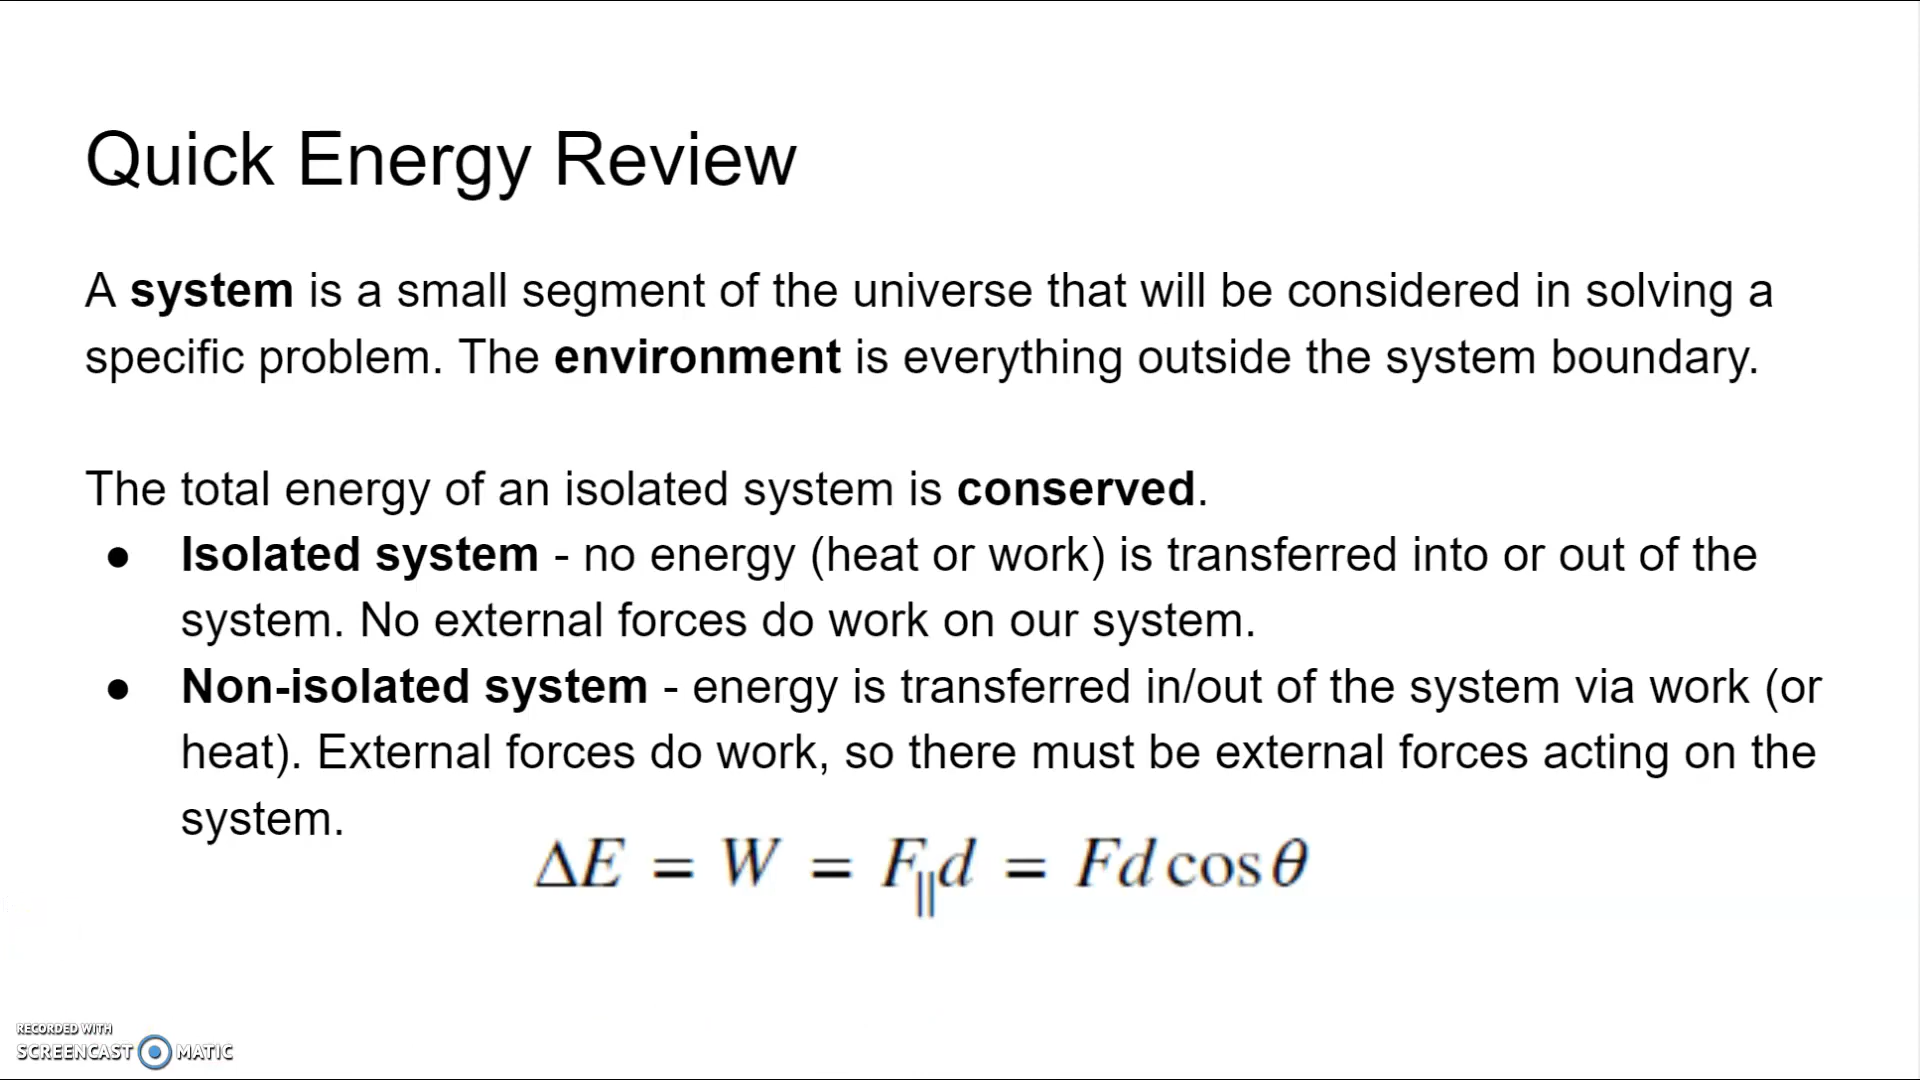 Quick Energy Review
A system is a small segment of the universe that will be considered in solving a
specific problem. The environment is everything outside the system boundary.
The total energy of an isolated system is conserved.
● Isolated system - no energy (heat or work) is transferred into or out of the
system. No external forces do work on our system.
● Non-isolated system - energy is transferred in/out of the system via work (or
heat). External forces do work, so there must be external forces acting on the
system.
ΔE = W = F||d = Fd cos θ
RECORDED WITH
SCREENCAST MATIC